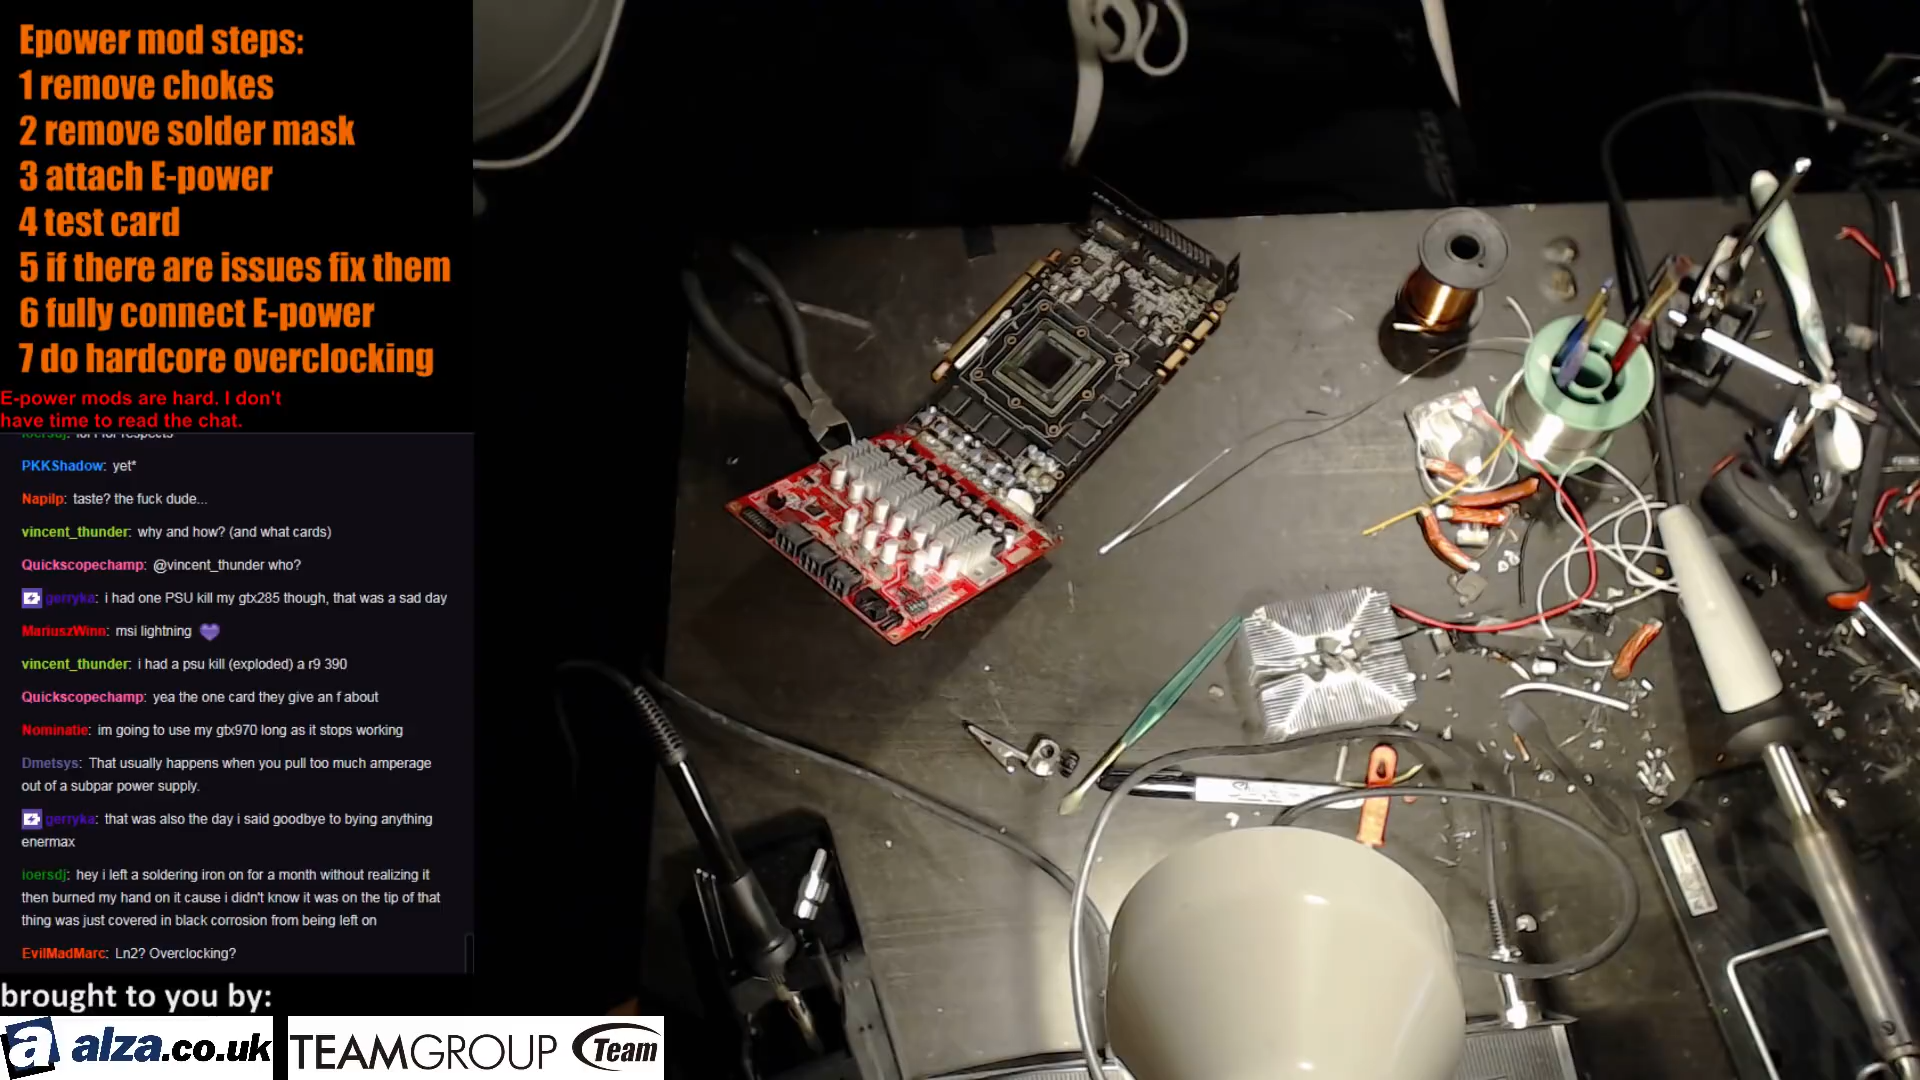 Epower mod steps:
1 remove chokes
2 remove solder mask
3 attach E-power
4 test card
5 if there are issues fix them
6 fully connect E-power
7 do hardcore overclocking
E-power mods are hard. I don't
have time to read the chat.
PKKShadow: yet*
Napilp: taste? the fuck dude...
vincent_thunder: why and how? (and what cards)
Quickscopechamp: @vincent_thunder who?
gerryka: i had one PSU kill my gtx285 though, that was a sad day
MariuszWinn: msi lightning
vincent_thunder: i had a psu kill (exploded) a r9 390
Quickscopechamp: yea the one card they give an f about
Nominatie: im going to use my gtx970 long as it stops working
Dmetsys: That usually happens when you pull too much amperage
out of a subpar power supply.
gerryka: that was also the day i said goodbye to bying anything
enermax
ioersdj: hey i left a soldering iron on for a month without realizing it
then burned my hand on it cause i didn't know it was on the tip of that
thing was just covered in black corrosion from being left on
EvilMadMarc: Ln2? Overclocking?
brought to you by:
a alza.co.uk TEAMGROUP Team